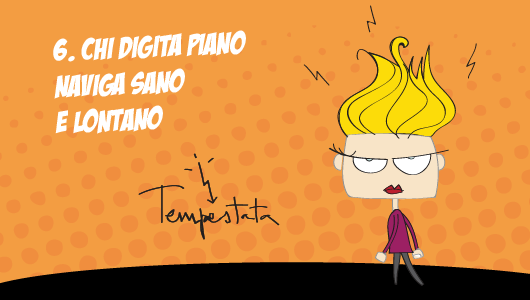 6. CHI DIGITA PIANO
NAVIGA SANO
E LONTANO
Tempestata